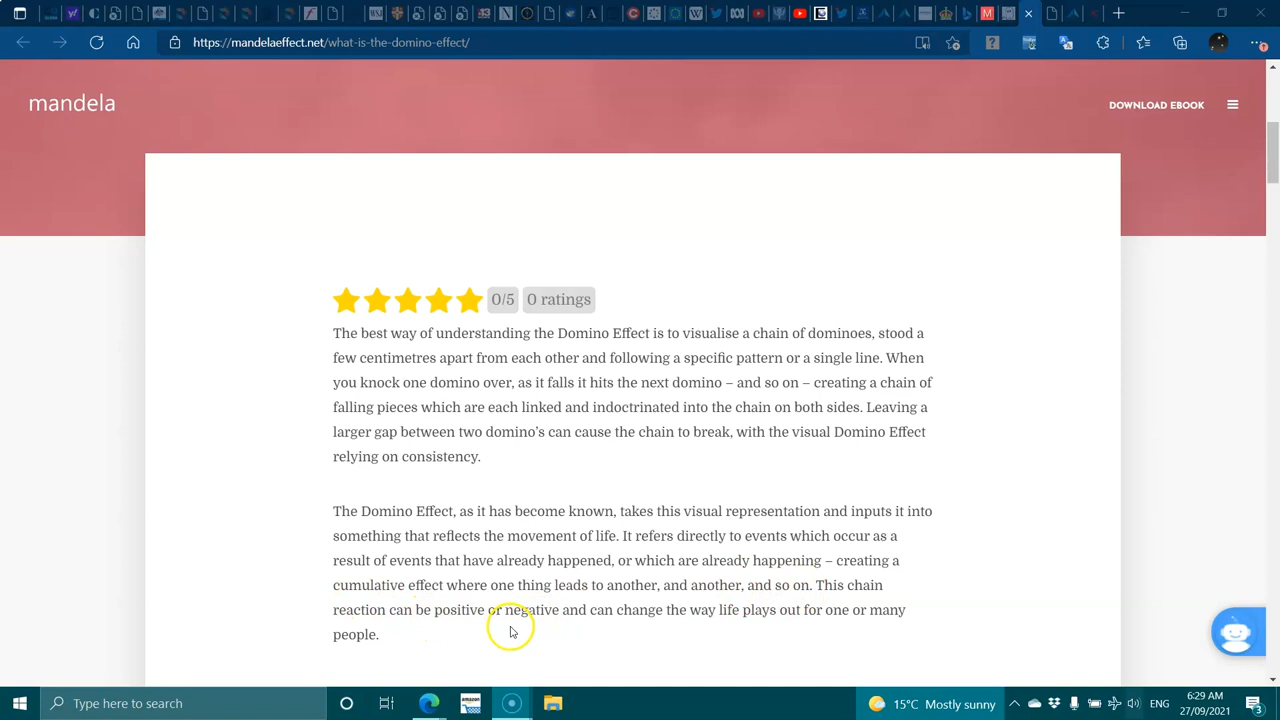 https://mandelaeffect.net/what-is-the-domino-effect/
mandela
DOWNLOAD EBOOK
0/5 0 ratings
The best way of understanding the Domino Effect is to visualise a chain of dominoes, stood a
few centimetres apart from each other and following a specific pattern or a single line. When
you knock one domino over, as it falls it hits the next domino – and so on – creating a chain of
falling pieces which are each linked and indoctrinated into the chain on both sides. Leaving a
larger gap between two domino's can cause the chain to break, with the visual Domino Effect
relying on consistency.
The Domino Effect, as it has become known, takes this visual representation and inputs it into
something that reflects the movement of life. It refers directly to events which occur as a
result of events that have already happened, or which are already happening – creating a
cumulative effect where one thing leads to another, and another, and so on. This chain
reaction can be positive or negative and can change the way life plays out for one or many
people.
Type here to search
amazon
15°C Mostly sunny
ENG
6:29 AM
27/09/2021
3